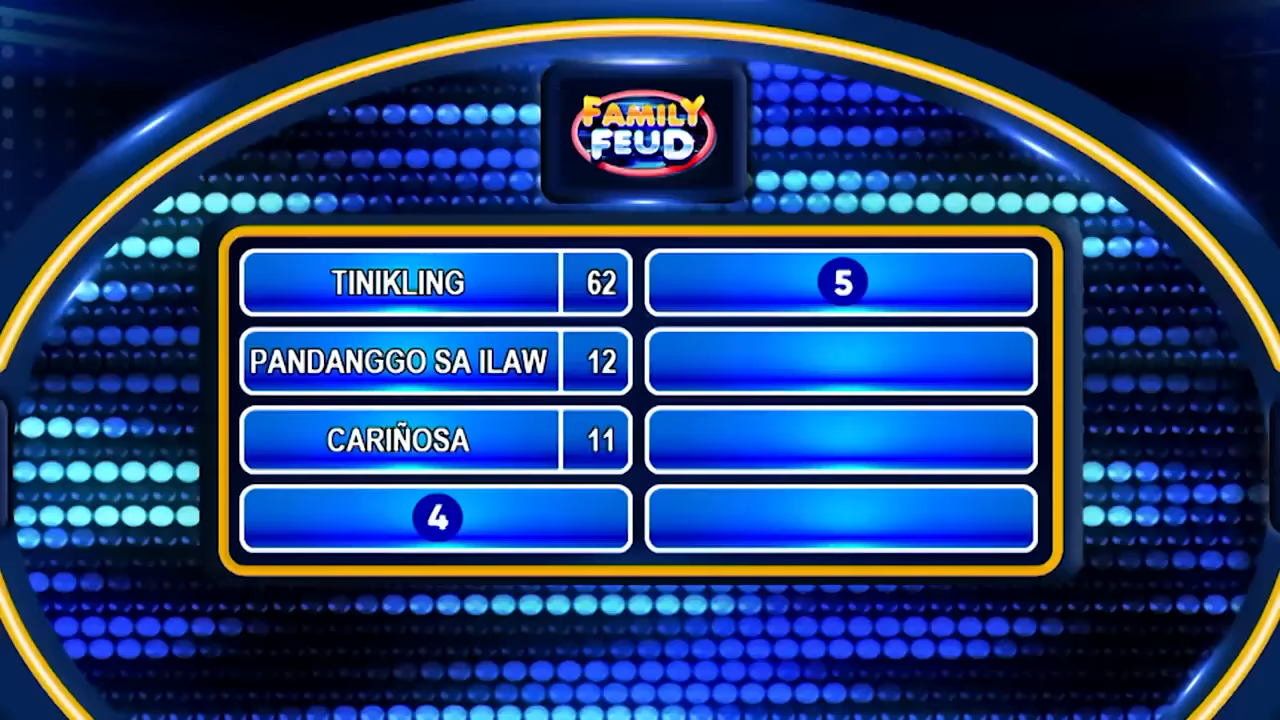 FAMILY
FEUD
TINIKLING 62
PANDANGGO SA ILAW 12
CARIÑOSA 11
4
5